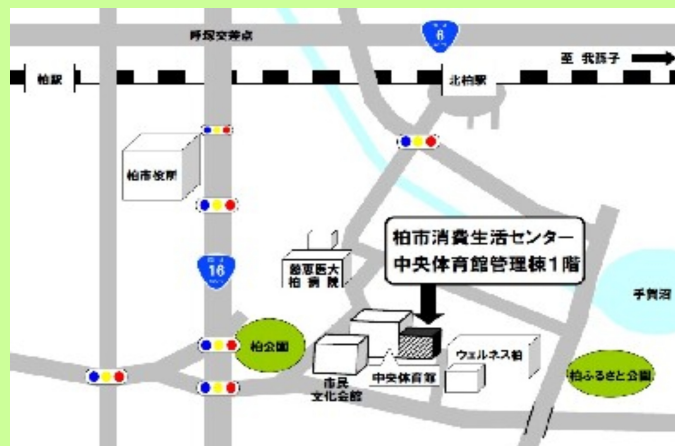 呼塚交差点
6
至 我孫子
柏駅
北柏駅
柏市役所
柏市消費生活センター
中央体育館管理棟1階
16
慈恵医大
柏 病 院
手賀沼
柏公園
ウェルネス柏
市民
文化会館
中央体育館
柏ふるさと公園